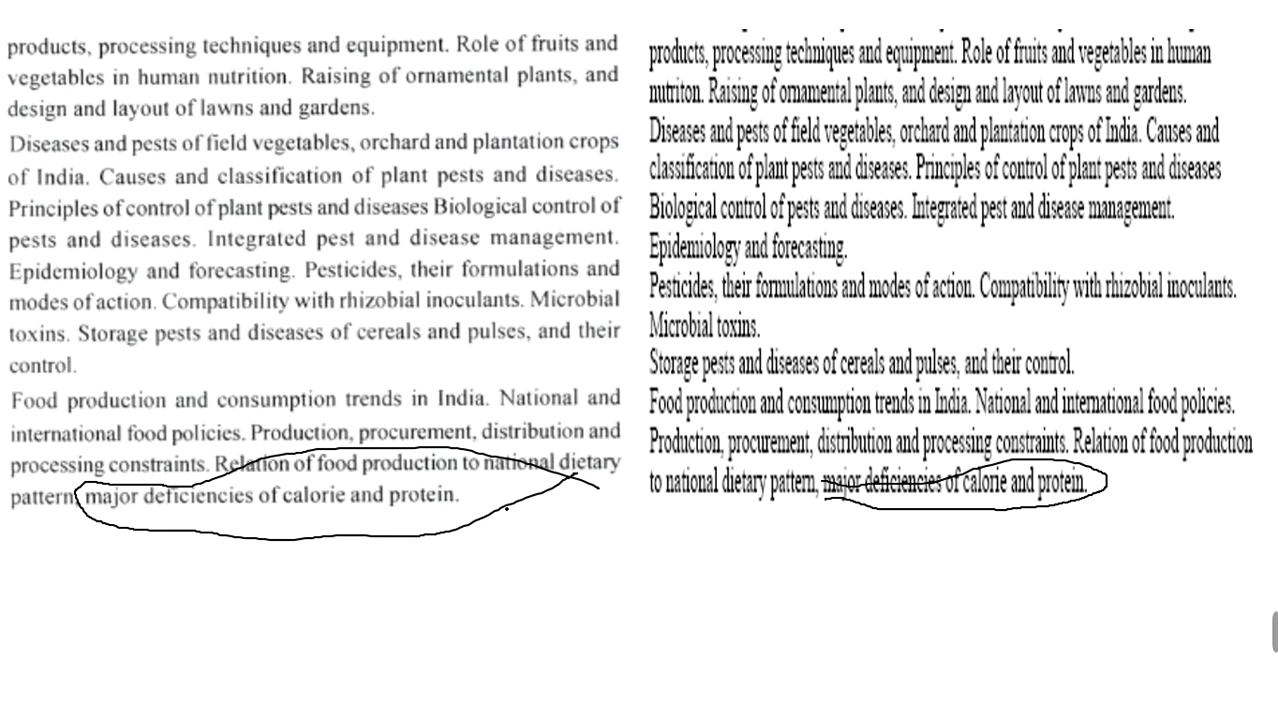 products, processing techniques and equipment. Role of fruits and
vegetables in human nutrition. Raising of ornamental plants, and
design and layout of lawns and gardens.
Diseases and pests of field vegetables, orchard and plantation crops
of India. Causes and classification of plant pests and diseases.
Principles of control of plant pests and diseases Biological control of
pests and diseases. Integrated pest and disease management.
Epidemiology and forecasting. Pesticides, their formulations and
modes of action. Compatibility with rhizobial inoculants. Microbial
toxins. Storage pests and diseases of cereals and pulses, and their
control.
Food production and consumption trends in India. National and
international food policies. Production, procurement, distribution and
processing constraints. Relation of food production to national dietary
pattern, major deficiencies of calorie and protein.
products, processing techniques and equipment. Role of fruits and vegetables in human
nutriton. Raising of ornamental plants, and design and layout of lawns and gardens.
Diseases and pests of field vegetables, orchard and plantation crops of India. Causes and
classification of plant pests and diseases. Principles of control of plant pests and diseases
Biological control of pests and diseases. Integrated pest and disease management.
Epidemiology and forecasting.
Pesticides, their formulations and modes of action. Compatibility with rhizobial inoculants.
Microbial toxins.
Storage pests and diseases of cereals and pulses, and their control.
Food production and consumption trends in India. National and international food policies.
Production, procurement, distribution and processing constraints. Relation of food production
to national dietary pattern, major deficiencies of calorie and protein.